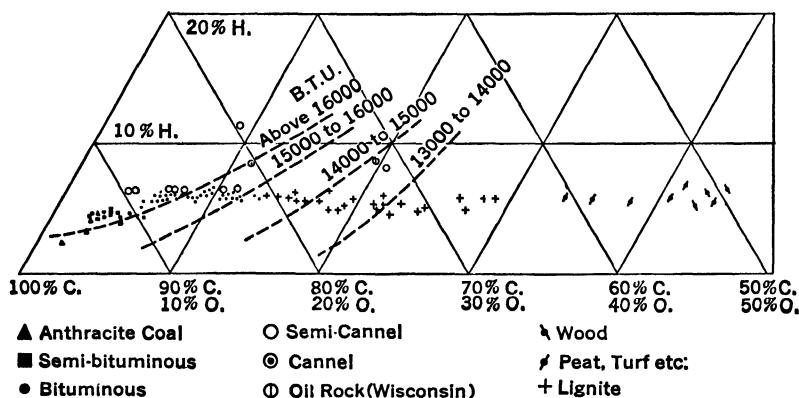 20% H.
B.T.U.
Above 16000
15000 to 16000
14000 to 15000
13000 to 14000
10% H.
100% C. 90% C. 80% C. 70% C. 60% C. 50% C.
10% O. 20% O. 30% O. 40% O. 50% O.
Anthracite Coal Semi-Cannel Wood
Semi-bituminous Cannel Peat, Turf etc:
Bituminous Oil Rock (Wisconsin) Lignite